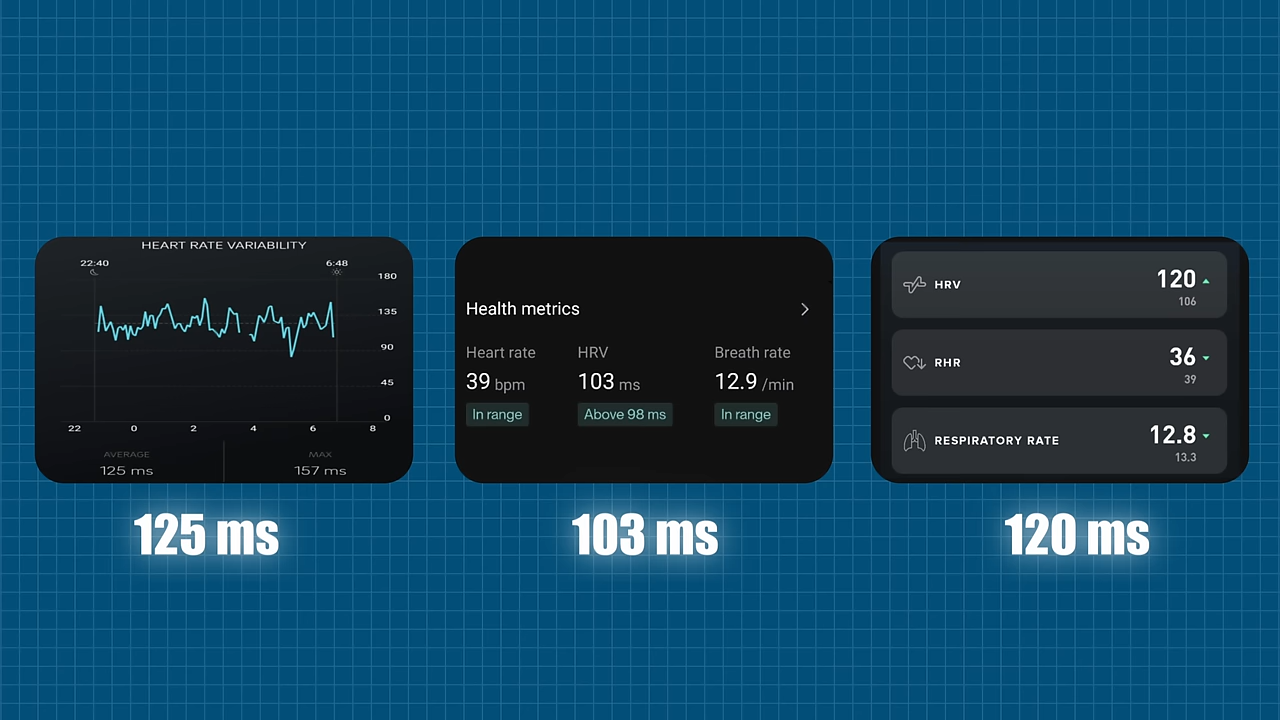 HEART RATE VARIABILITY
22:40 6:48
180
135
90
45
0
22 0 2 4 6 8
AVERAGE MAX
125 ms 157 ms
125 ms
Health metrics
Heart rate HRV Breath rate
39 bpm 103 ms 12.9 /min
In range Above 98 ms In range
103 ms
HRV 120
106
RHR 36
39
RESPIRATORY RATE 12.8
13.3
120 ms